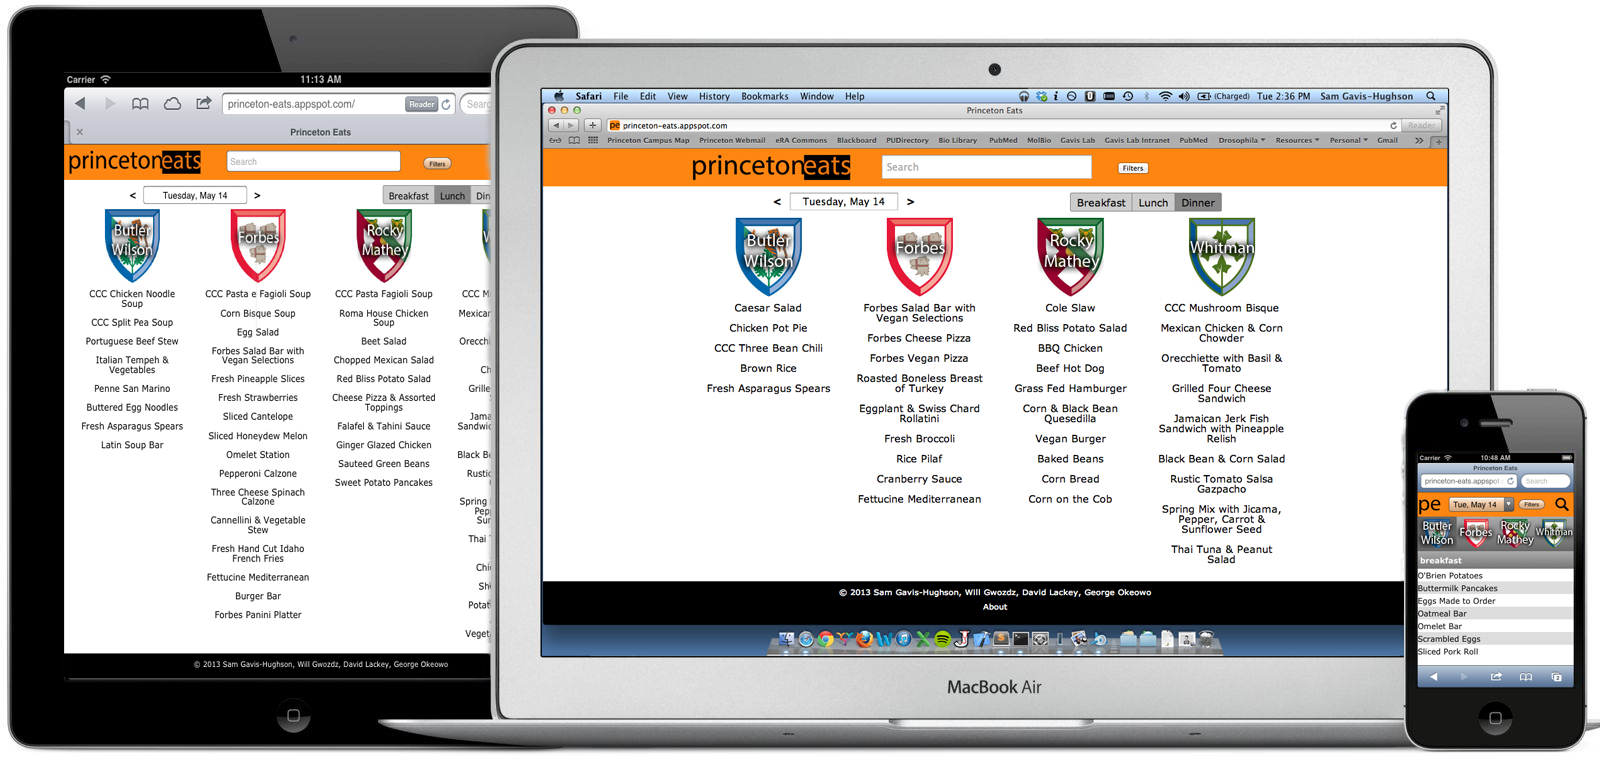 Carrier
11:13 AM
princeton-eats.appspot.com/
Reader
Searc
Princeton Eats
princetoneats
Search
Filters
< Tuesday, May 14 >
Breakfast
Lunch
Din
Butler
Wilson
CCC Chicken Noodle
Soup
CCC Split Pea Soup
Portuguese Beef Stew
Italian Tempeh &
Vegetables
Penne San Marino
Buttered Egg Noodles
Fresh Asparagus Spears
Latin Soup Bar
Forbes
CCC Pasta e Fagioli Soup
Corn Bisque Soup
Egg Salad
Forbes Salad Bar with
Vegan Selections
Fresh Pineapple Slices
Fresh Strawberries
Sliced Cantelope
Sliced Honeydew Melon
Omelet Station
Pepperoni Calzone
Three Cheese Spinach
Calzone
Cannellini & Vegetable
Stew
Fresh Hand Cut Idaho
French Fries
Fettucine Mediterranean
Burger Bar
Forbes Panini Platter
Rocky
Mathey
CCC Pasta Fagioli Soup
Roma House Chicken
Soup
Beet Salad
Chopped Mexican Salad
Red Bliss Potato Salad
Cheese Pizza & Assorted
Toppings
Falafel & Tahini Sauce
Ginger Glazed Chicken
Sauteed Green Beans
Sweet Potato Pancakes
W
CCC M
Mexican
Orecch
Ch
Grille
Jama
Sandwic
Black B
Rustic
Spring
Pepp
Sun
Thai T
Chic
Sh
Potat
Veget
© 2013 Sam Gavis-Hughson, Will Gwozdz, David Lackey, George Okeowo
Safari File Edit View History Bookmarks Window Help
(Charged) Tue 2:36 PM Sam Gavis-Hughson
Princeton Eats
pe princeton-eats.appspot.com
Reader
Princeton Campus Map Princeton Webmail eRA Commons Blackboard PUDirectory Bio Library PubMed MolBio Gavis Lab Gavis Lab Intranet PubMed Drosophila Resources Personal Gmail >>
princetoneats
Search
Filters
< Tuesday, May 14 >
Breakfast
Lunch
Dinner
Butler
Wilson
Caesar Salad
Chicken Pot Pie
CCC Three Bean Chili
Brown Rice
Fresh Asparagus Spears
Forbes
Forbes Salad Bar with
Vegan Selections
Forbes Cheese Pizza
Forbes Vegan Pizza
Roasted Boneless Breast
of Turkey
Eggplant & Swiss Chard
Rollatini
Fresh Broccoli
Rice Pilaf
Cranberry Sauce
Fettucine Mediterranean
Rocky
Mathey
Cole Slaw
Red Bliss Potato Salad
BBQ Chicken
Beef Hot Dog
Grass Fed Hamburger
Corn & Black Bean
Quesedilla
Vegan Burger
Baked Beans
Corn Bread
Corn on the Cob
Whitman
CCC Mushroom Bisque
Mexican Chicken & Corn
Chowder
Orecchiette with Basil &
Tomato
Grilled Four Cheese
Sandwich
Jamaican Jerk Fish
Sandwich with Pineapple
Relish
Black Bean & Corn Salad
Rustic Tomato Salsa
Gazpacho
Spring Mix with Jicama,
Pepper, Carrot &
Sunflower Seed
Thai Tuna & Peanut
Salad
© 2013 Sam Gavis-Hughson, Will Gwozdz, David Lackey, George Okeowo
About
MacBook Air
Carrier
10:48 AM
Princeton Eats
princeton-eats.appspot.
Search
pe
Tue, May 14
Filters
Butler
Wilson
Forbes
Rocky
Mathey
Whitman
breakfast
O'Brien Potatoes
Buttermilk Pancakes
Eggs Made to Order
Oatmeal Bar
Omelet Bar
Scrambled Eggs
Sliced Pork Roll